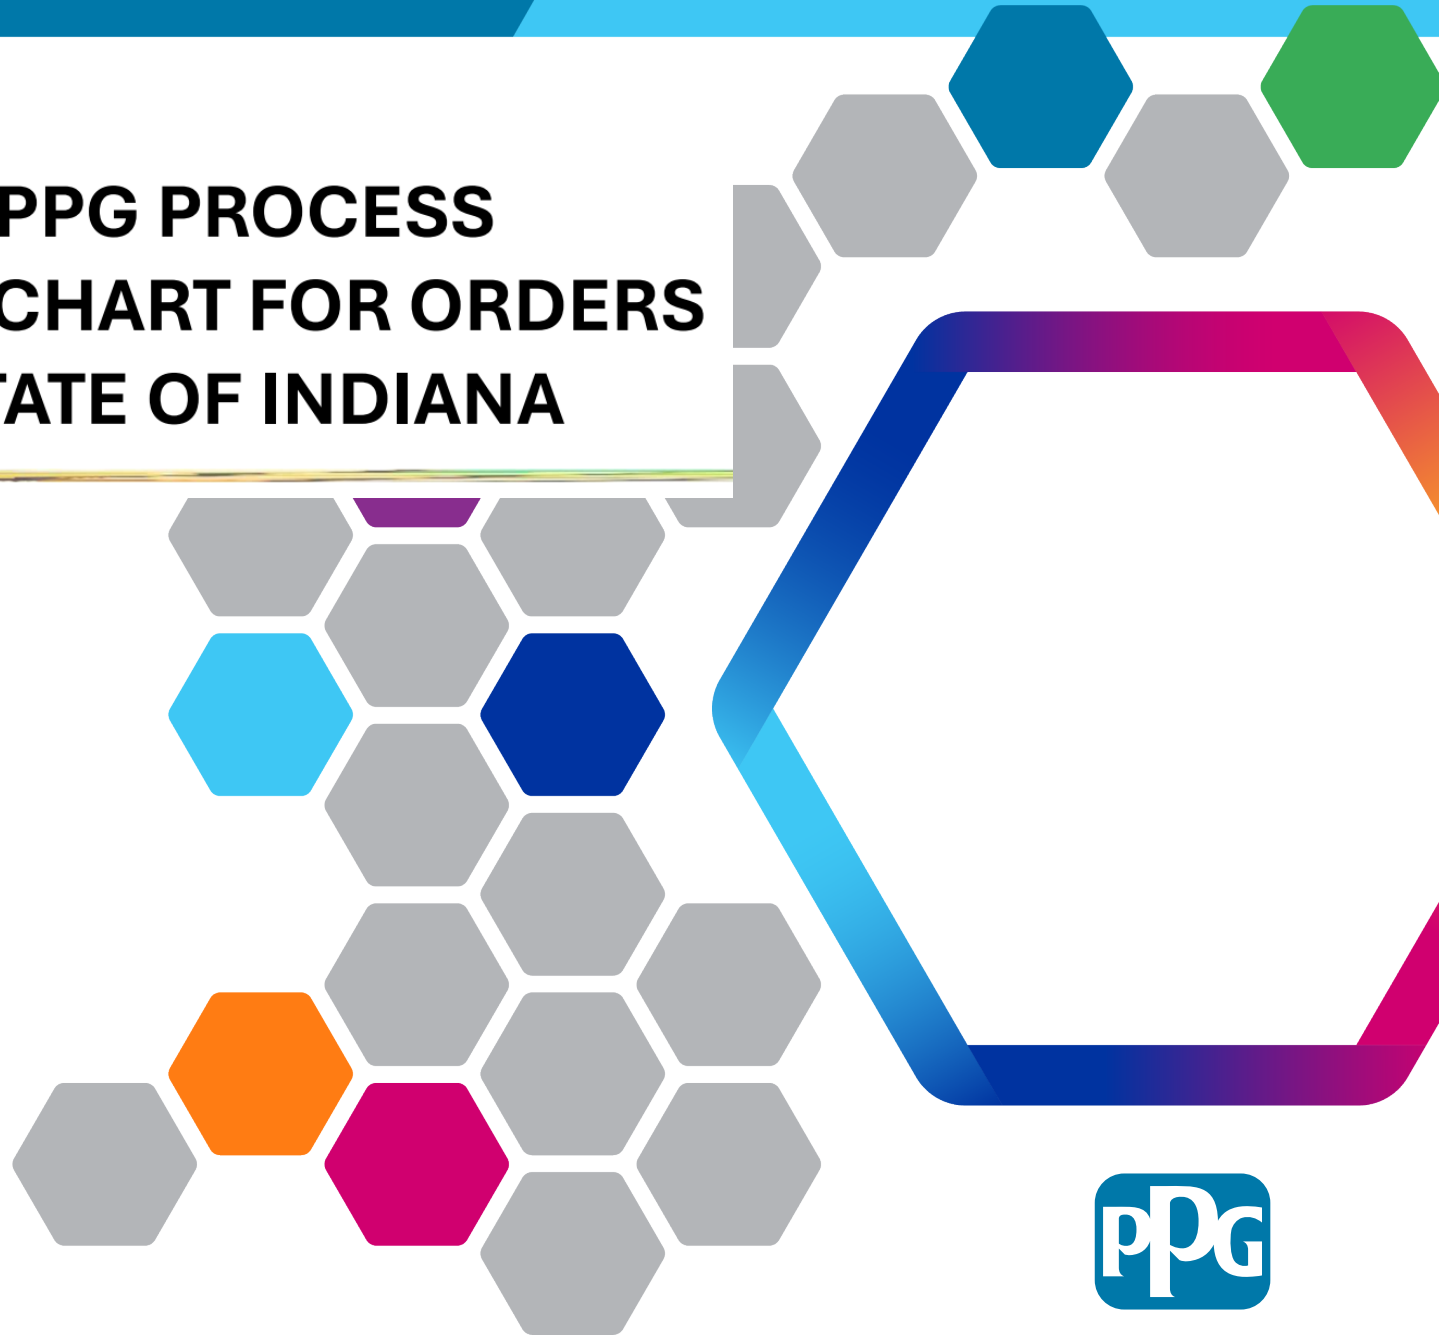 PPG PROCESS
CHART FOR ORDERS
TATE OF INDIANA
PPG